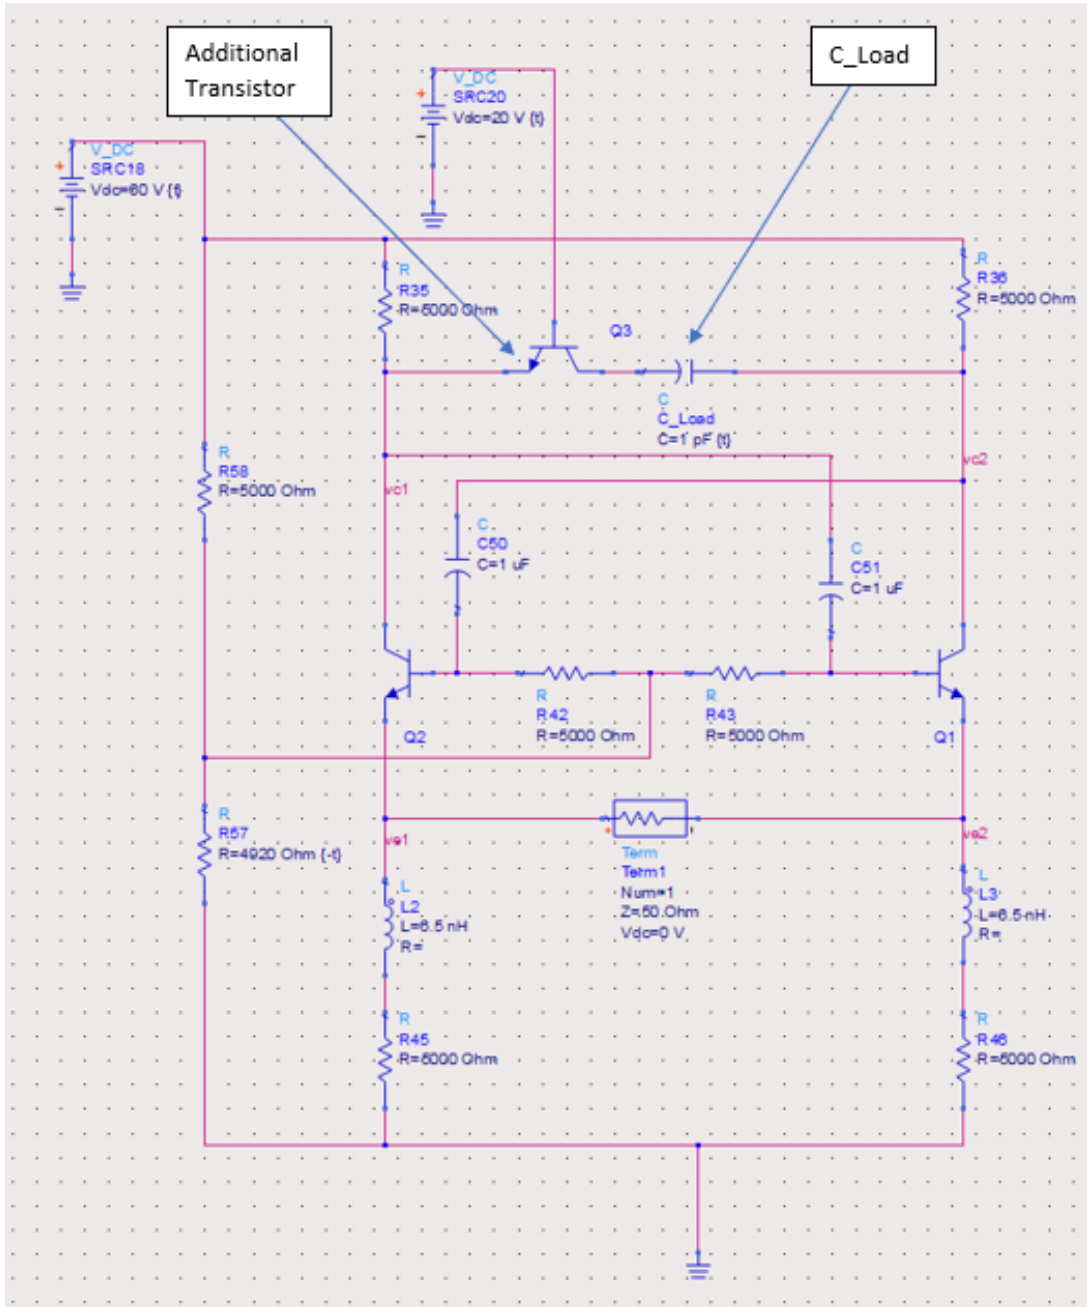 Additional
Transistor
C_Load
V_DC
SRC20
Vdc=20 V {t}
V_DC
SRC18
Vdc=60 V {t}
R
R35
R=5000 Ohm
R
R36
R=5000 Ohm
Q3
C
C_Load
C=1 pF {t}
R
R58
R=5000 Ohm
vc1
vc2
C
C50
C=1 uF
C
C51
C=1 uF
R
R42
R=5000 Ohm
R
R43
R=5000 Ohm
Q2
Q1
R
R57
R=4920 Ohm {-t}
ve1
ve2
Term
Term1
Num=1
Z=50 Ohm
Vdc=0 V
L
L2
L=6.5 nH
R=
L
L3
L=6.5 nH
R=
R
R45
R=5000 Ohm
R
R46
R=5000 Ohm